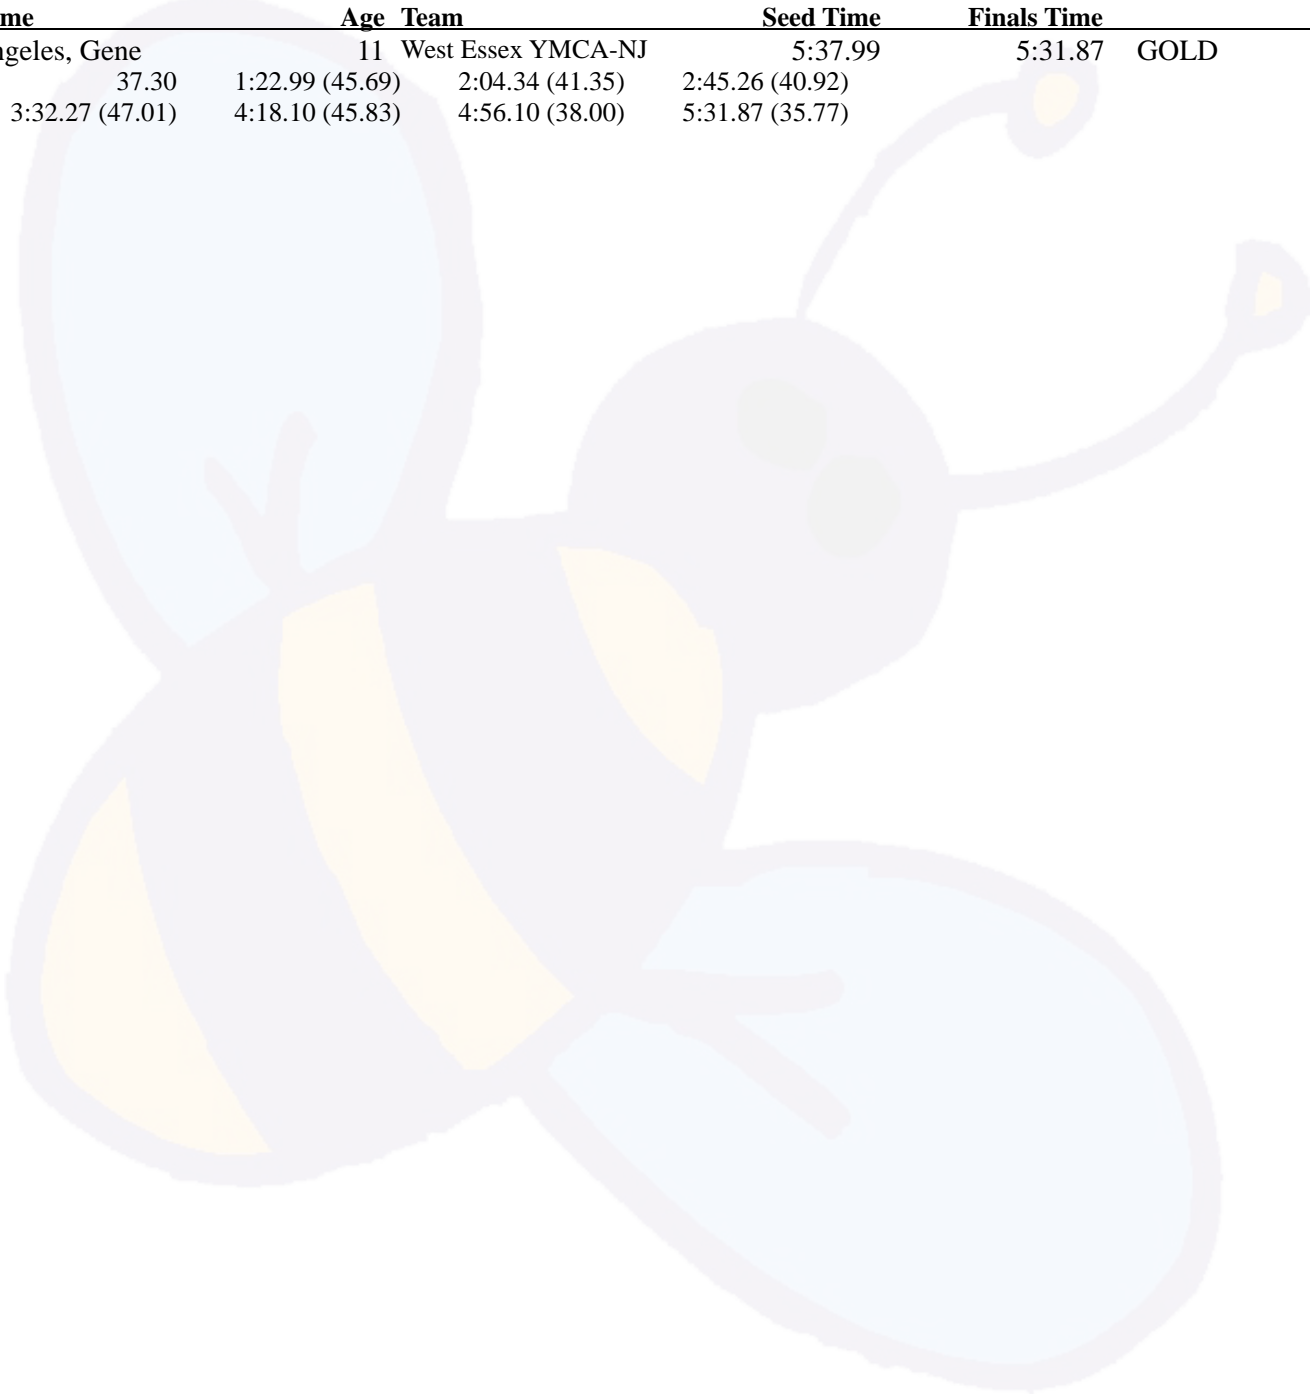 me Age Team Seed Time Finals Time
ngeles, Gene 11 West Essex YMCA-NJ 5:37.99 5:31.87 GOLD
37.30 1:22.99 (45.69) 2:04.34 (41.35) 2:45.26 (40.92)
3:32.27 (47.01) 4:18.10 (45.83) 4:56.10 (38.00) 5:31.87 (35.77)